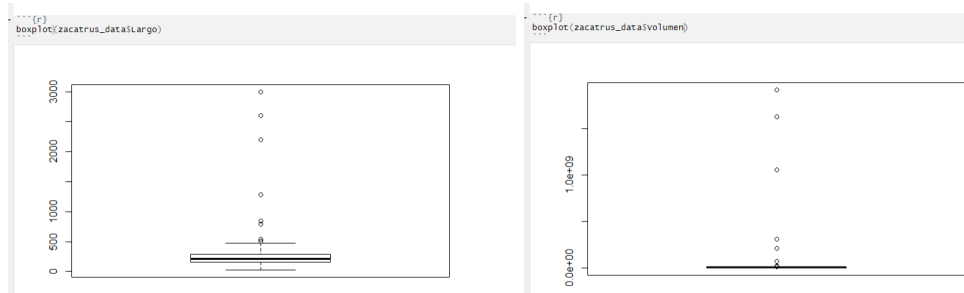 ```{r}
boxplot(zacatrus_data$Largo)
```
3000
2000
1000
500
0
```{r}
boxplot(zacatrus_data$Volumen)
```
1.0e+09
0.0e+00